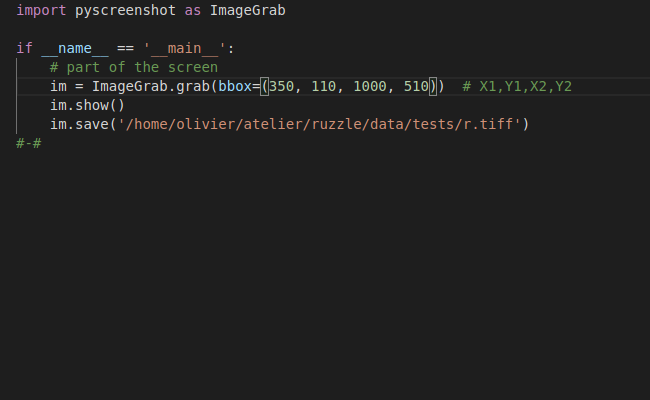 import pyscreenshot as ImageGrab
if __name__ == '__main__':
    # part of the screen
    im = ImageGrab.grab(bbox=(350, 110, 1000, 510))  # X1,Y1,X2,Y2
    im.show()
    im.save('/home/olivier/atelier/ruzzle/data/tests/r.tiff')
#-#